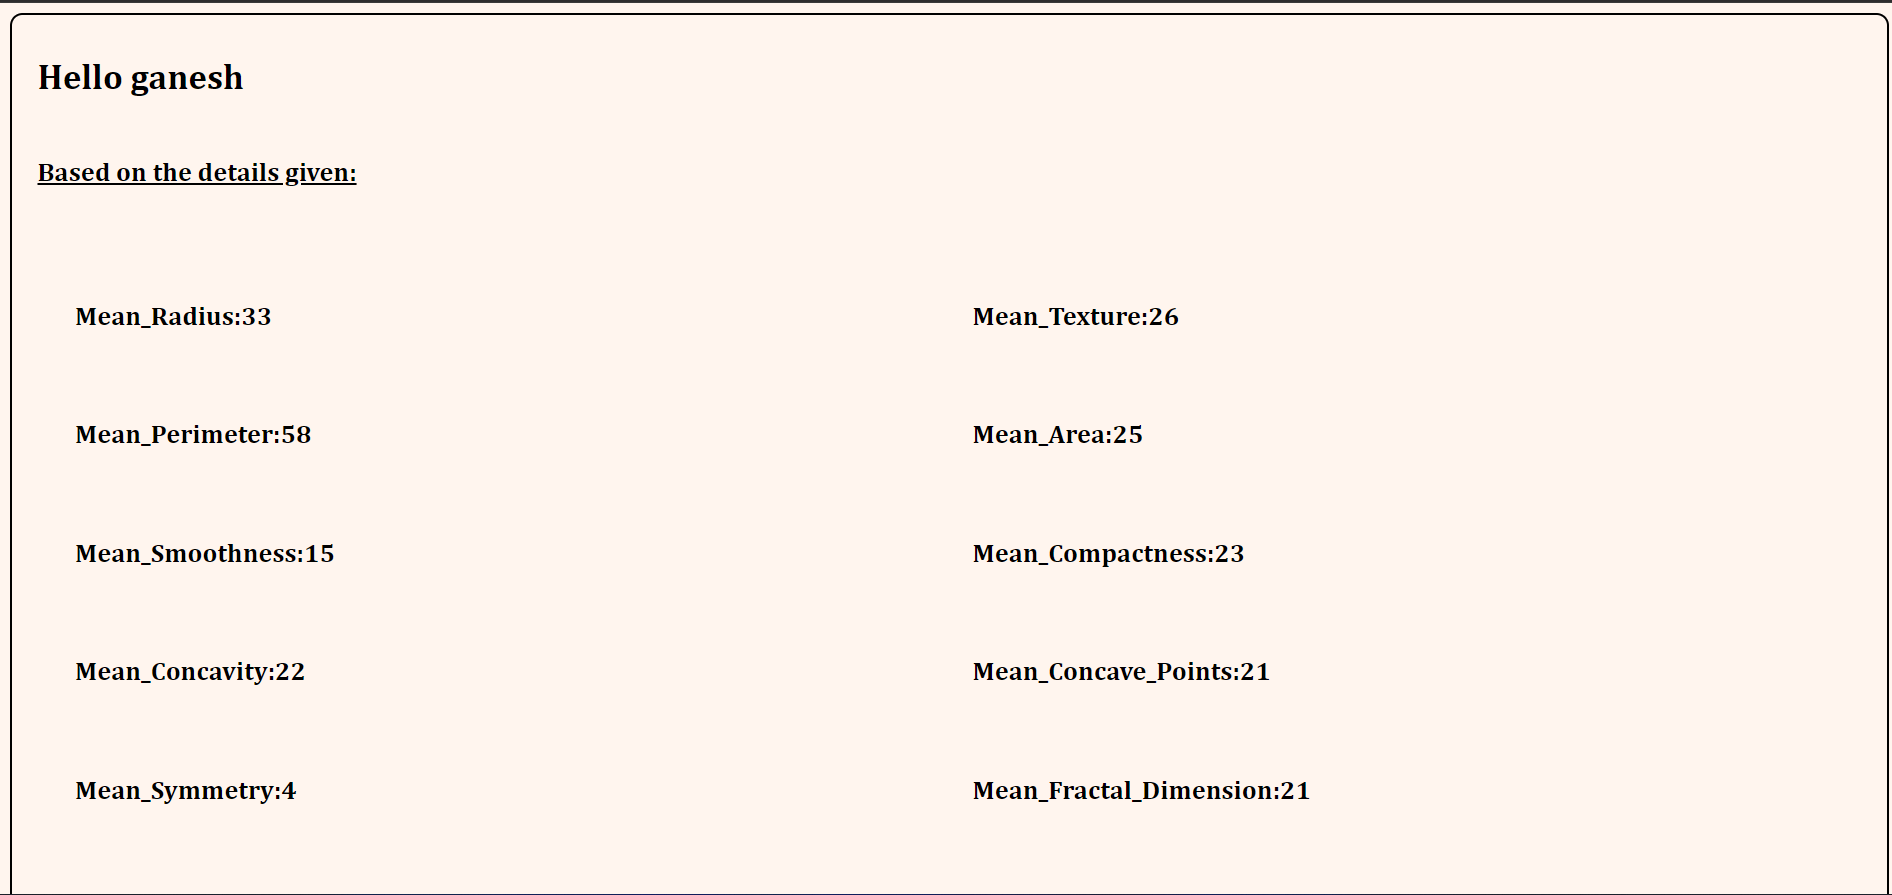 Hello ganesh
Based on the details given:
Mean_Radius:33
Mean_Texture:26
Mean_Perimeter:58
Mean_Area:25
Mean_Smoothness:15
Mean_Compactness:23
Mean_Concavity:22
Mean_Concave_Points:21
Mean_Symmetry:4
Mean_Fractal_Dimension:21